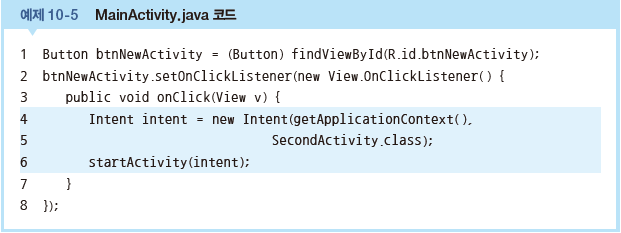 예제 10-5 MainActivity.java 코드
1 Button btnNewActivity = (Button) findViewById(R.id.btnNewActivity);
2 btnNewActivity.setOnClickListener(new View.OnClickListener() {
3 public void onClick(View v) {
4 Intent intent = new Intent(getApplicationContext(),
5 SecondActivity.class);
6 startActivity(intent);
7 }
8 });